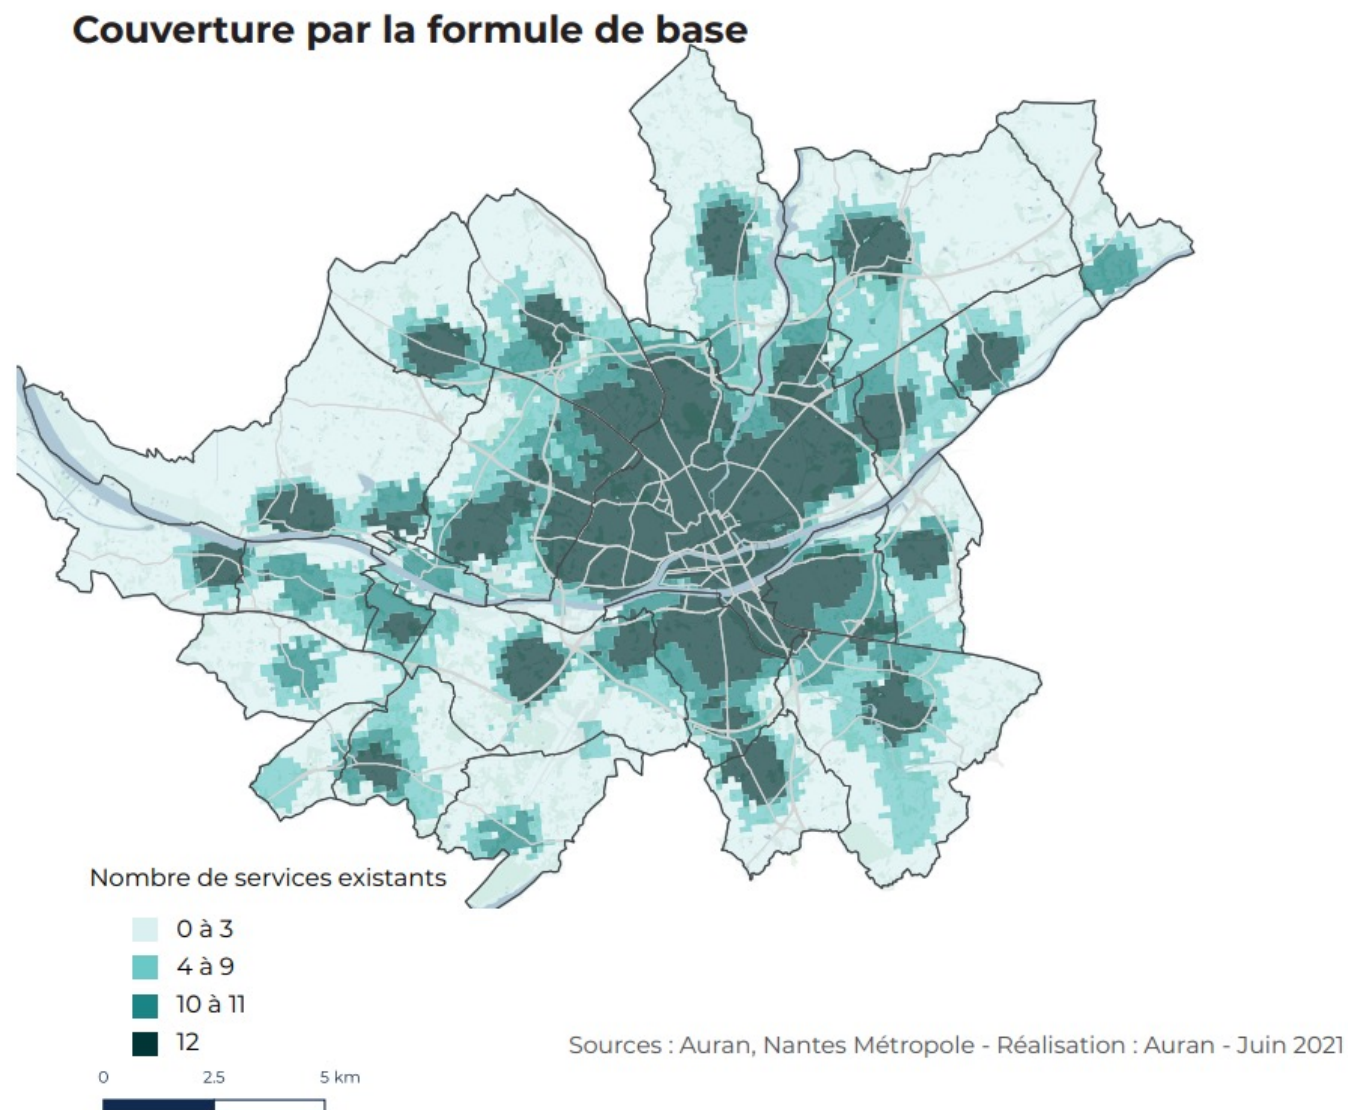 Couverture par la formule de base
Nombre de services existants
0 à 3
4 à 9
10 à 11
12
Sources : Auran, Nantes Métropole - Réalisation : Auran - Juin 2021
0 2.5 5 km